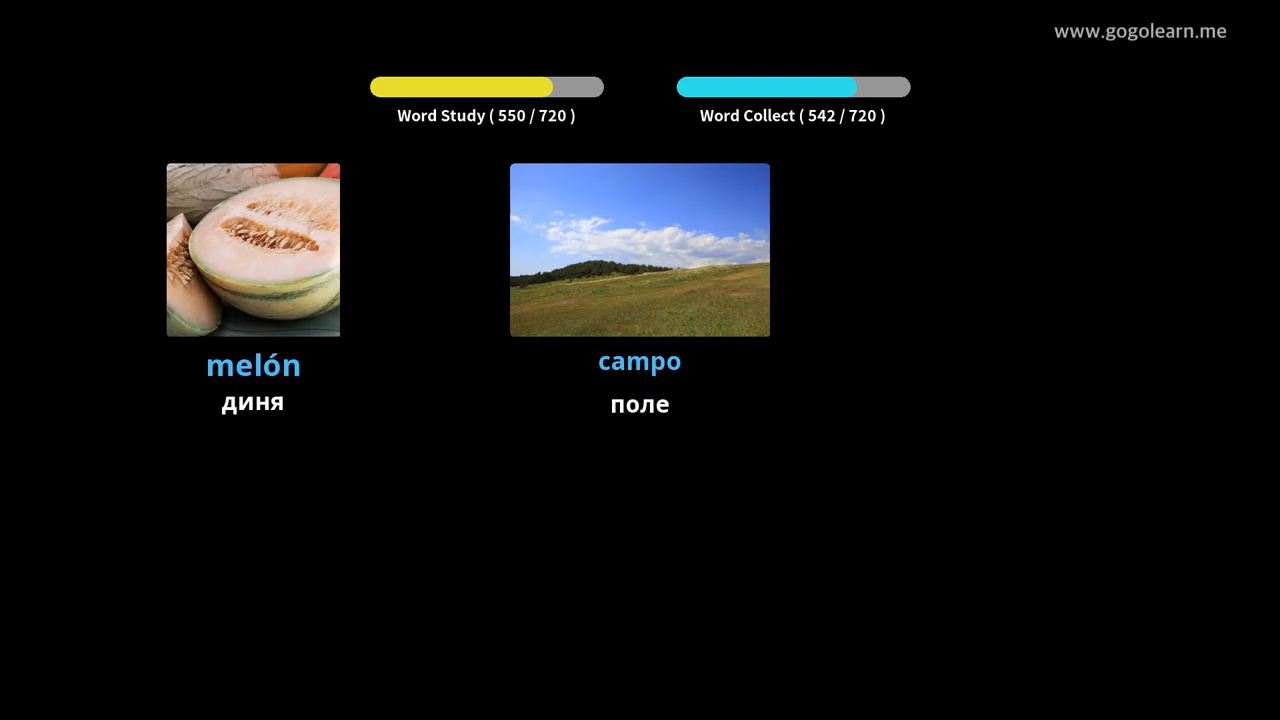 www.gogolearn.me
Word Study ( 550 / 720 )
Word Collect ( 542 / 720 )
melón
диня
campo
поле